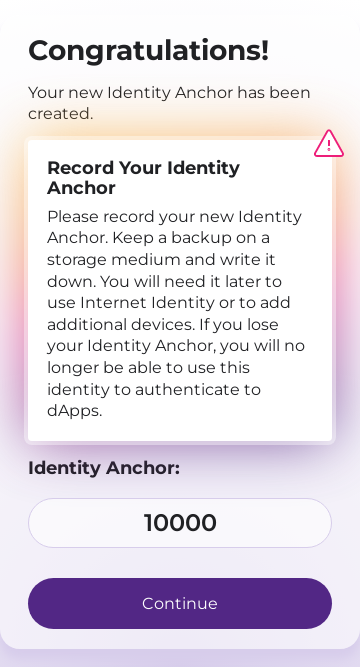 Congratulations!
Your new Identity Anchor has been
created.
Record Your Identity
Anchor
Please record your new Identity
Anchor. Keep a backup on a
storage medium and write it
down. You will need it later to
use Internet Identity or to add
additional devices. If you lose
your Identity Anchor, you will no
longer be able to use this
identity to authenticate to
dApps.
Identity Anchor:
10000
Continue